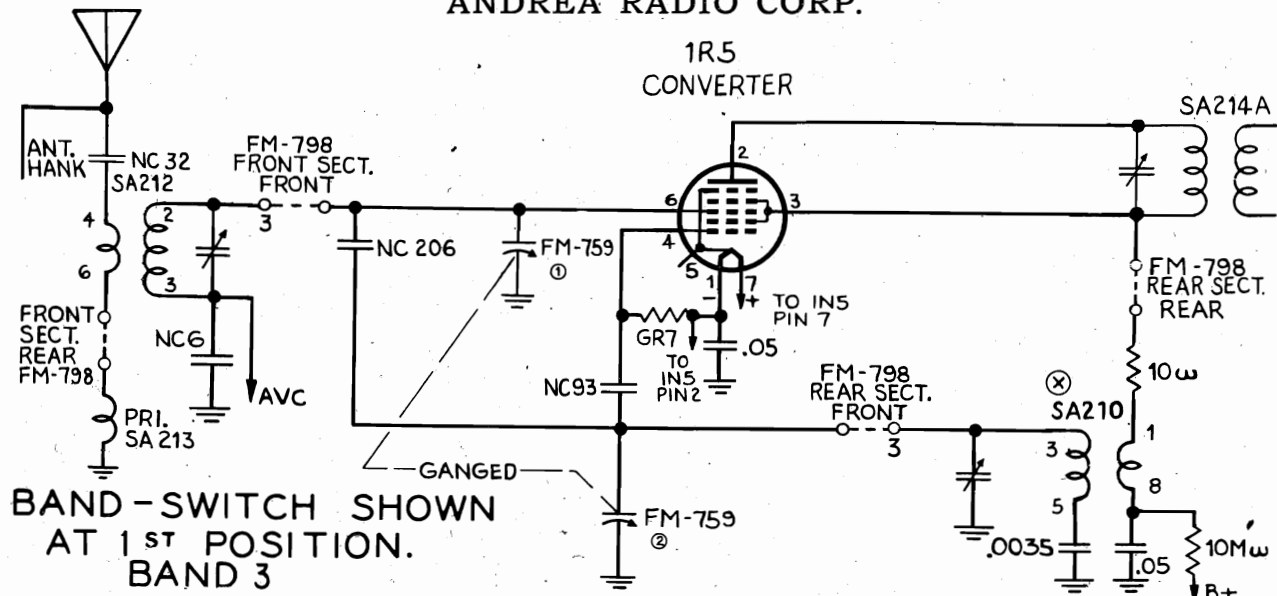 ANDREA RADIO CORP.
1R5
CONVERTER
SA214A
ANT.
HANK
NC 32
SA212
FM-798
FRONT SECT.
FRONT
4
2
3
6
3
NC 206
FM-759
①
6
4
5
2
3
1
7
-
+
TO IN5
PIN 7
GR7
TO
IN5
PIN2
.05
FM-798
REAR SECT.
REAR
FRONT
SECT.
REAR
FM-798
NC6
AVC
NC93
FM-798
REAR SECT.
FRONT
3
10ω
Ⓧ
SA210
PRI.
SA 213
3
5
1
8
GANGED
BAND-SWITCH SHOWN
AT 1ST POSITION.
BAND 3
FM-759
②
.0035
.05
10M'ω
B+